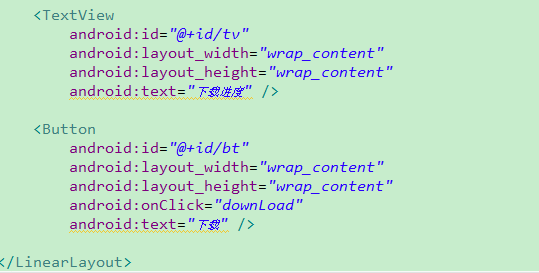 <TextView
android:id="@+id/tv"
android:layout_width="wrap_content"
android:layout_height="wrap_content"
android:text="下载进度" />
<Button
android:id="@+id/bt"
android:layout_width="wrap_content"
android:layout_height="wrap_content"
android:onClick="downLoad"
android:text="下载" />
</LinearLayout>